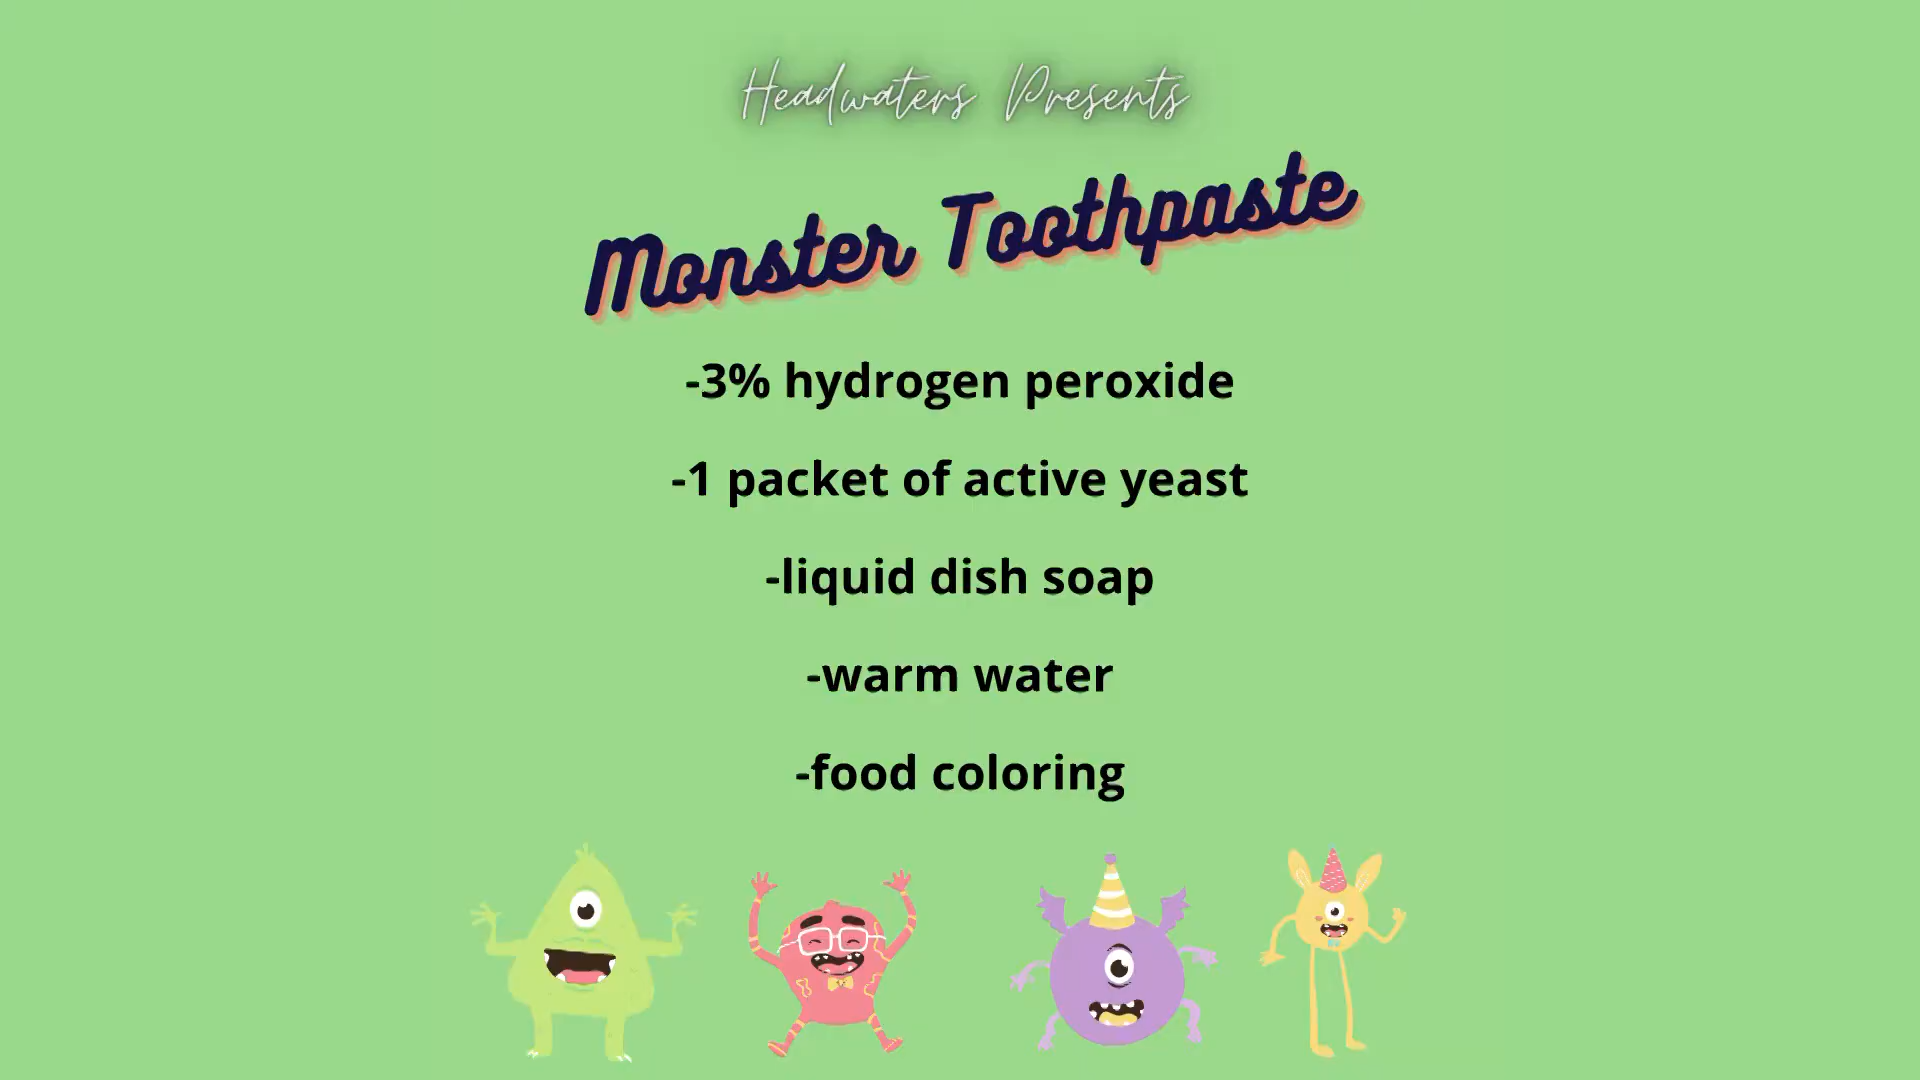 Headwaters Presents
Monster Toothpaste
-3% hydrogen peroxide
-1 packet of active yeast
-liquid dish soap
-warm water
-food coloring